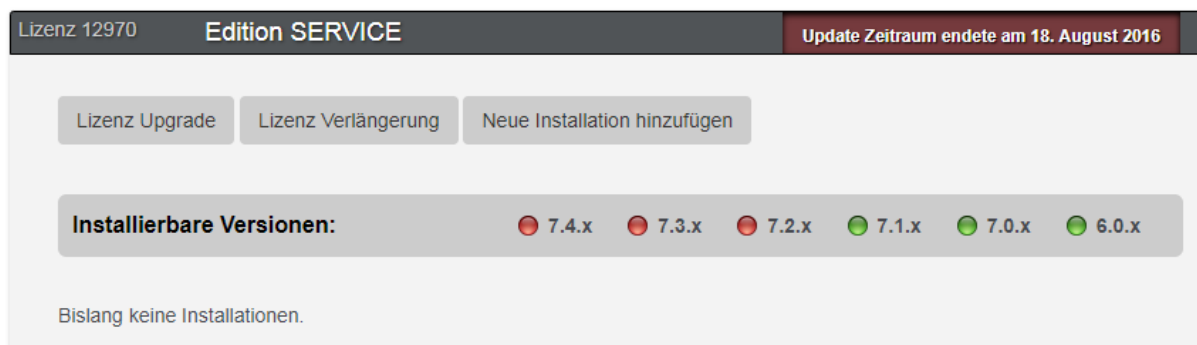 Lizenz 12970 Edition SERVICE Update Zeitraum endete am 18. August 2016
Lizenz Upgrade Lizenz Verlängerung Neue Installation hinzufügen
Installierbare Versionen: 7.4.x 7.3.x 7.2.x 7.1.x 7.0.x 6.0.x
Bislang keine Installationen.